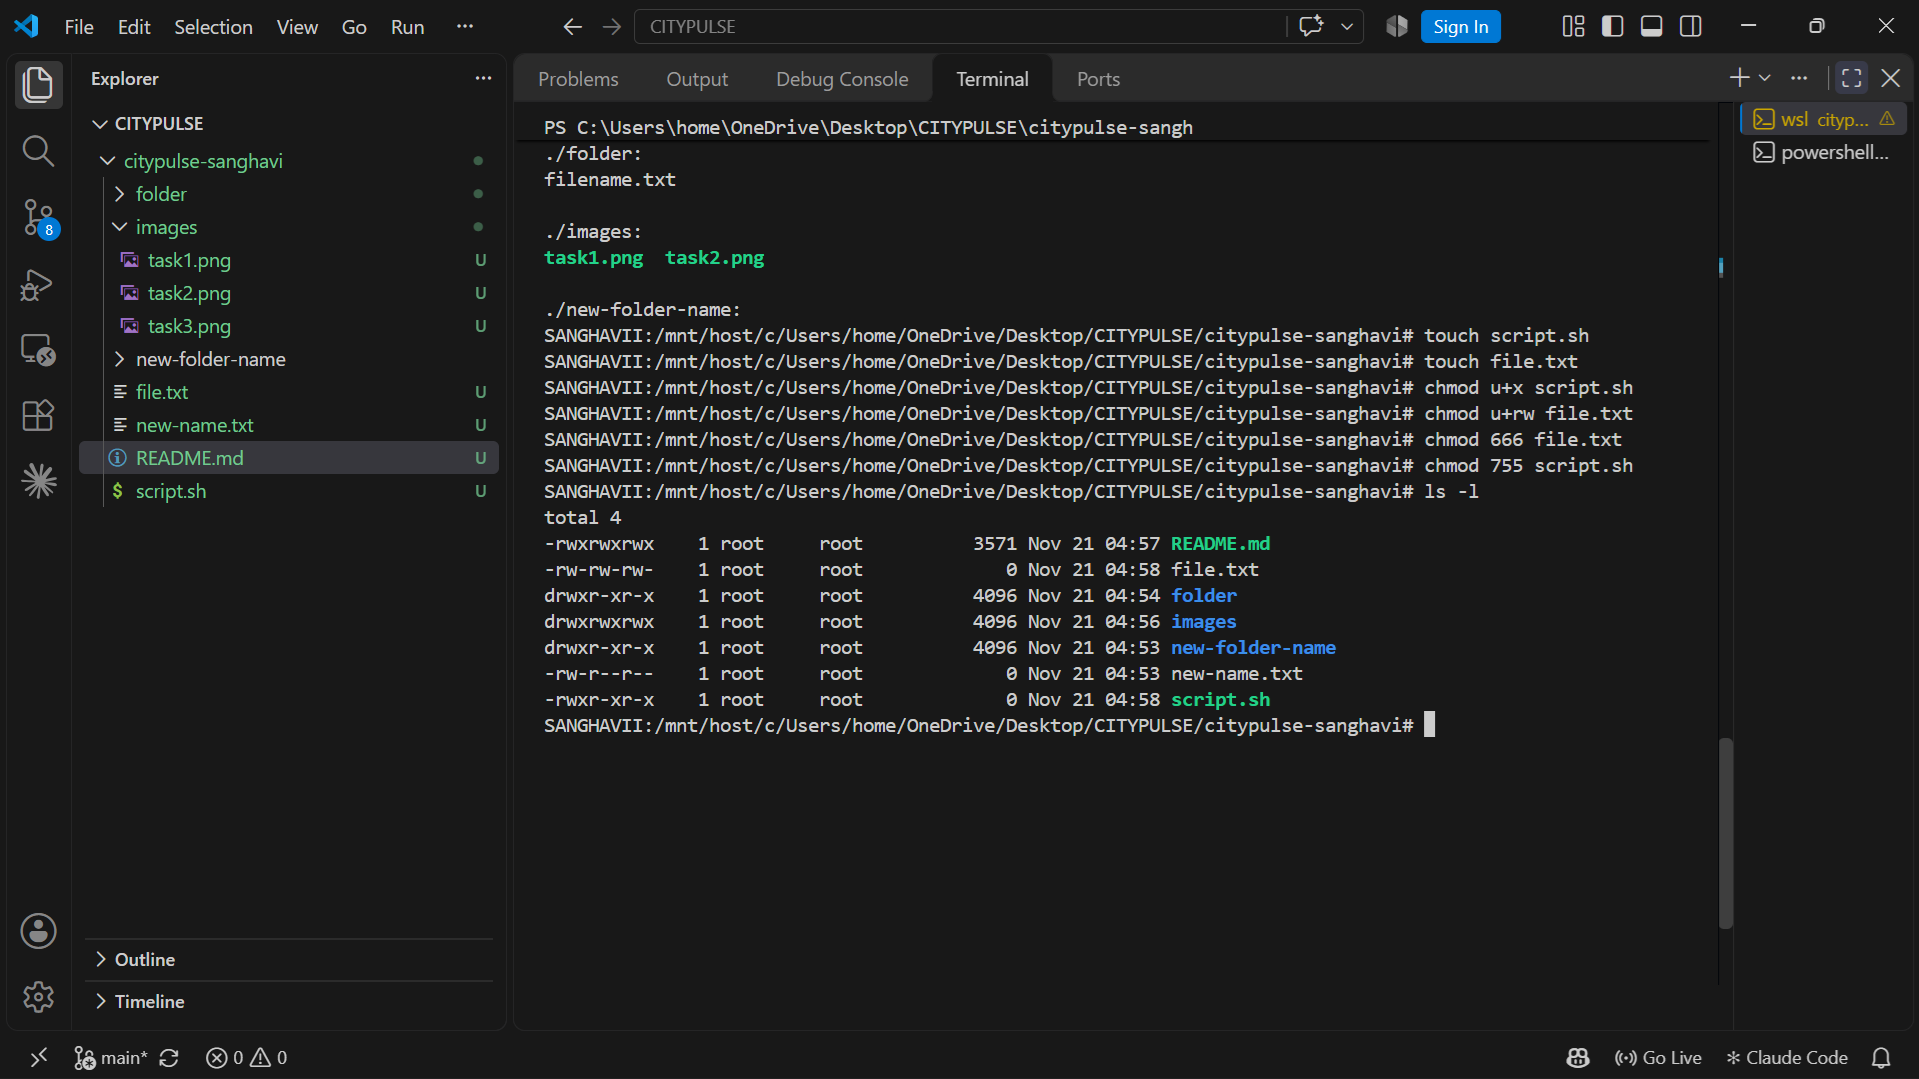 File Edit Selection View Go Run ···
CITYPULSE
Sign In
Explorer
CITYPULSE
citypulse-sanghavi
folder
images
task1.png U
task2.png U
task3.png U
new-folder-name
file.txt U
new-name.txt U
README.md U
script.sh U
8
Outline
Timeline
Problems Output Debug Console Terminal Ports
PS C:\Users\home\OneDrive\Desktop\CITYPULSE\citypulse-sangh
./folder:
filename.txt
./images:
task1.png  task2.png
./new-folder-name:
SANGHAVII:/mnt/host/c/Users/home/OneDrive/Desktop/CITYPULSE/citypulse-sanghavi# touch script.sh
SANGHAVII:/mnt/host/c/Users/home/OneDrive/Desktop/CITYPULSE/citypulse-sanghavi# touch file.txt
SANGHAVII:/mnt/host/c/Users/home/OneDrive/Desktop/CITYPULSE/citypulse-sanghavi# chmod u+x script.sh
SANGHAVII:/mnt/host/c/Users/home/OneDrive/Desktop/CITYPULSE/citypulse-sanghavi# chmod u+rw file.txt
SANGHAVII:/mnt/host/c/Users/home/OneDrive/Desktop/CITYPULSE/citypulse-sanghavi# chmod 666 file.txt
SANGHAVII:/mnt/host/c/Users/home/OneDrive/Desktop/CITYPULSE/citypulse-sanghavi# chmod 755 script.sh
SANGHAVII:/mnt/host/c/Users/home/OneDrive/Desktop/CITYPULSE/citypulse-sanghavi# ls -l
total 4
-rwxrwxrwx    1 root     root          3571 Nov 21 04:57 README.md
-rw-rw-rw-    1 root     root             0 Nov 21 04:58 file.txt
drwxr-xr-x    1 root     root          4096 Nov 21 04:54 folder
drwxrwxrwx    1 root     root          4096 Nov 21 04:56 images
drwxr-xr-x    1 root     root          4096 Nov 21 04:53 new-folder-name
-rw-r--r--    1 root     root             0 Nov 21 04:53 new-name.txt
-rwxr-xr-x    1 root     root             0 Nov 21 04:58 script.sh
SANGHAVII:/mnt/host/c/Users/home/OneDrive/Desktop/CITYPULSE/citypulse-sanghavi#
wsl cityp...
powershell...
main* 0 0
Go Live Claude Code